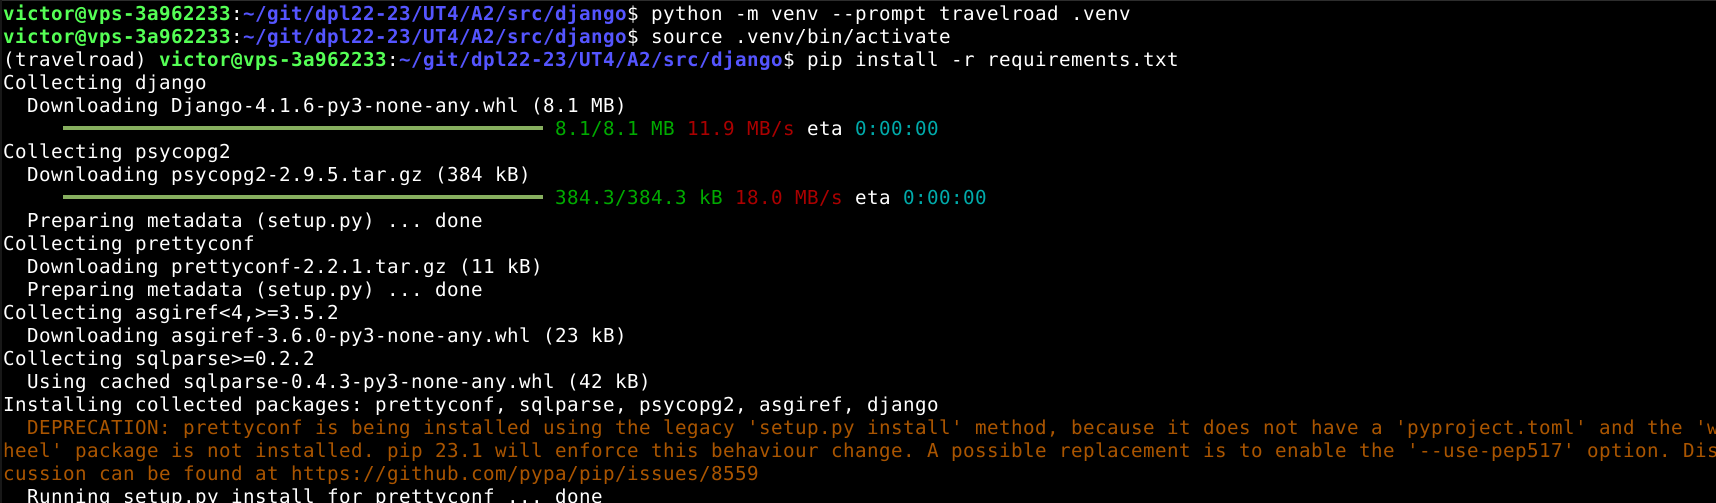 victor@vps-3a962233:~/git/dpl22-23/UT4/A2/src/django$ python -m venv --prompt travelroad .venv
victor@vps-3a962233:~/git/dpl22-23/UT4/A2/src/django$ source .venv/bin/activate
(travelroad) victor@vps-3a962233:~/git/dpl22-23/UT4/A2/src/django$ pip install -r requirements.txt
Collecting django
  Downloading Django-4.1.6-py3-none-any.whl (8.1 MB)
8.1/8.1 MB 11.9 MB/s eta 0:00:00
Collecting psycopg2
  Downloading psycopg2-2.9.5.tar.gz (384 kB)
384.3/384.3 kB 18.0 MB/s eta 0:00:00
  Preparing metadata (setup.py) ... done
Collecting prettyconf
  Downloading prettyconf-2.2.1.tar.gz (11 kB)
  Preparing metadata (setup.py) ... done
Collecting asgiref<4,>=3.5.2
  Downloading asgiref-3.6.0-py3-none-any.whl (23 kB)
Collecting sqlparse>=0.2.2
  Using cached sqlparse-0.4.3-py3-none-any.whl (42 kB)
Installing collected packages: prettyconf, sqlparse, psycopg2, asgiref, django
  DEPRECATION: prettyconf is being installed using the legacy 'setup.py install' method, because it does not have a 'pyproject.toml' and the 'w
heel' package is not installed. pip 23.1 will enforce this behaviour change. A possible replacement is to enable the '--use-pep517' option. Dis
cussion can be found at https://github.com/pypa/pip/issues/8559
  Running setup.py install for prettyconf ... done